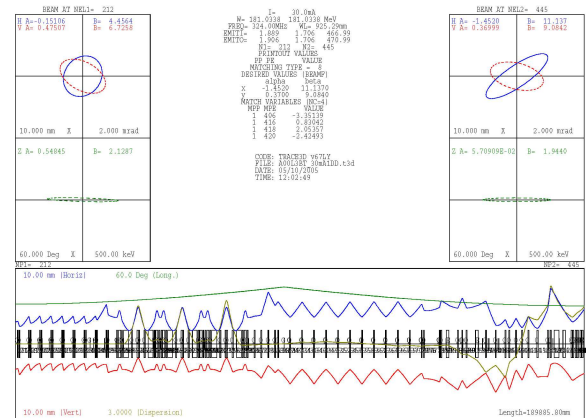 BEAM AT NEL1= 212
H A=-0.15106 B= 4.4564
V A= 0.47507 B= 6.7258
10.000 mm X 2.000 mrad
Z A= 0.54845 B= 2.1287
60.000 Deg X 500.00 keV
NP1= 212
I= 30.0mA
W= 181.0338 181.0338 MeV
FREQ= 324.00MHz WL= 925.29mm
EMITI= 1.889 1.706 466.99
EMITO= 1.906 1.706 470.99
N1= 212 N2= 445
PRINTOUT VALUES
PP PE VALUE
MATCHING TYPE = 8
DESIRED VALUES (BEAMF)
alpha beta
x -1.4520 11.1370
y 0.3700 9.0840
MATCH VARIABLES (NC=4)
MPP MPE VALUE
1 406 -3.35139
1 416 0.83042
1 418 2.05357
1 420 -2.42493
CODE: TRACE3D v67LY
FILE: A00L3BT_30mA1DD.t3d
DATE: 05/10/2005
TIME: 12:02:49
BEAM AT NEL2= 445
H A= -1.4520 B= 11.137
V A= 0.36999 B= 9.0842
10.000 mm X 2.000 mrad
Z A= 5.70909E-02 B= 1.9440
60.000 Deg X 500.00 keV
NP2= 445
10.00 mm (Horiz) 60.0 Deg (Long.)
10.00 mm (Vert) 3.0000 (Dispersion)
Length=189885.80mm